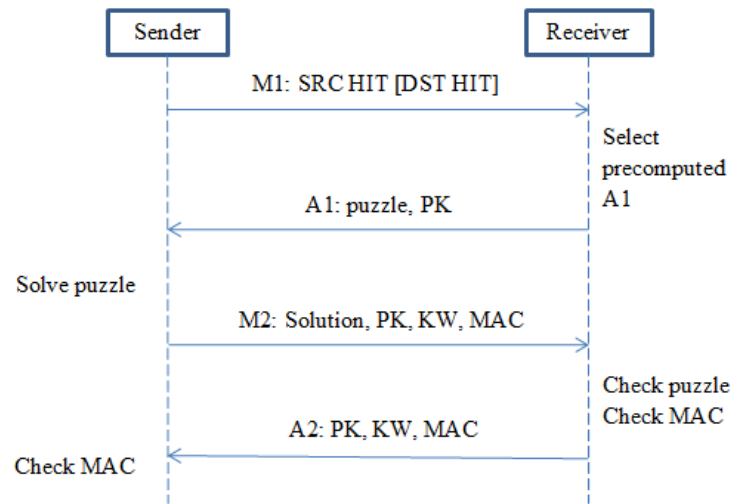 Sender
Receiver
M1: SRC HIT [DST HIT]
Select
precomputed
A1
A1: puzzle, PK
Solve puzzle
M2: Solution, PK, KW, MAC
Check puzzle
Check MAC
A2: PK, KW, MAC
Check MAC